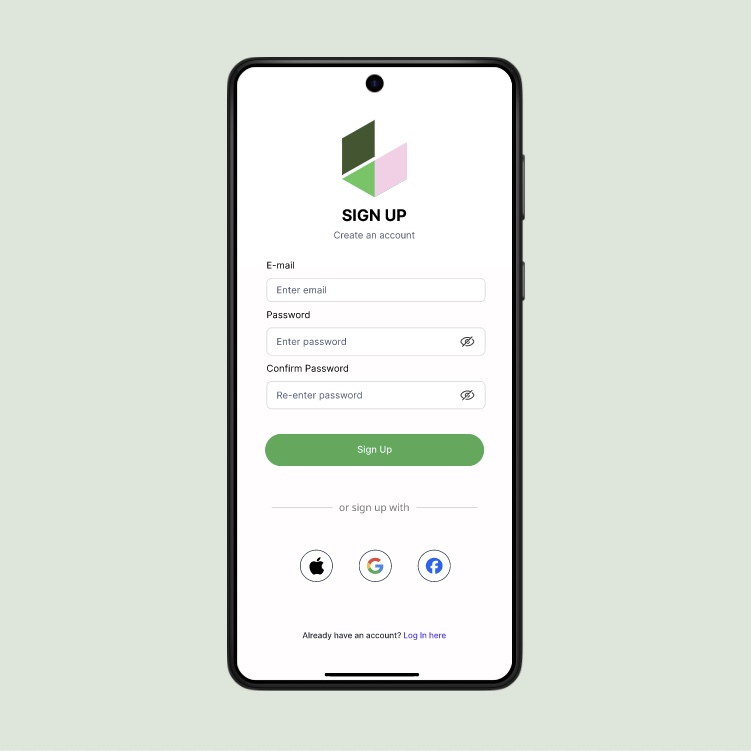 SIGN UP
Create an account
E-mail
Enter email
Password
Enter password
Confirm Password
Re-enter password
Sign Up
or sign up with
Already have an account? Log In here